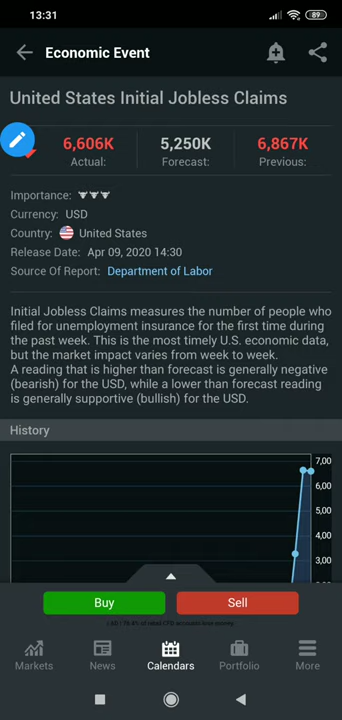 13:31
89
Economic Event
United States Initial Jobless Claims
6,606K 5,250K 6,867K
Actual: Forecast: Previous:
Importance:
Currency: USD
Country: United States
Release Date: Apr 09, 2020 14:30
Source Of Report: Department of Labor
Initial Jobless Claims measures the number of people who
filed for unemployment insurance for the first time during
the past week. This is the most timely U.S. economic data,
but the market impact varies from week to week.
A reading that is higher than forecast is generally negative
(bearish) for the USD, while a lower than forecast reading
is generally supportive (bullish) for the USD.
History
7,00
6,00
5,00
4,00
3,00
Buy Sell
of retail CFD accounts lose money
Markets News Calendars Portfolio More